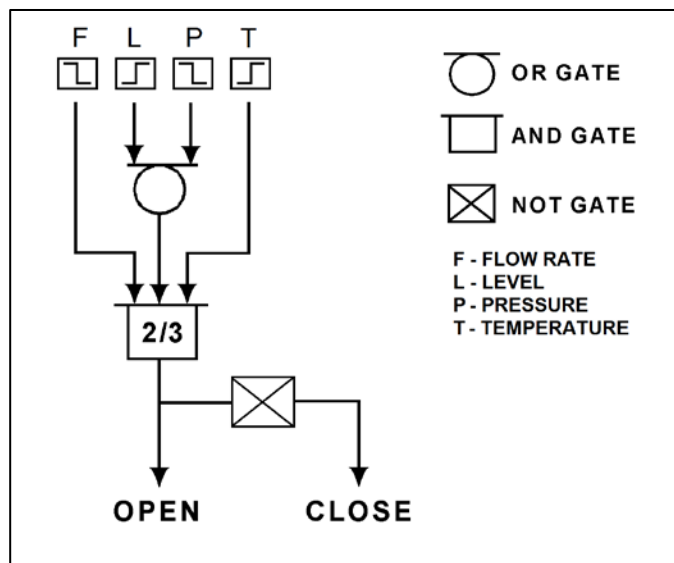 F L P T
OR GATE
AND GATE
NOT GATE
F - FLOW RATE
L - LEVEL
P - PRESSURE
T - TEMPERATURE
2/3
OPEN CLOSE